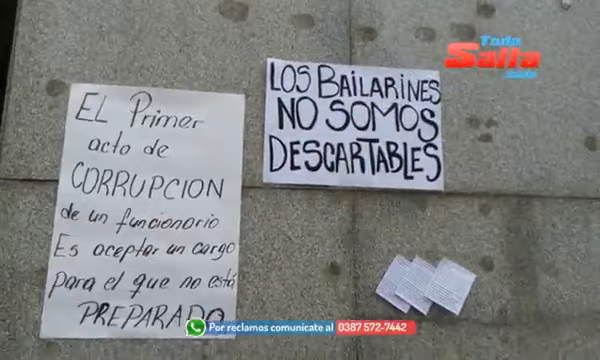 Todo
Salta
.com
LOS BAILARINES
NO SOMOS
DESCARTABLES
EL Primer
acto de
CORRUPCION
de un funcionario
Es aceptar un cargo
para el que no está
PREPARADO
Por reclamos comunicate al 0387 572-7442